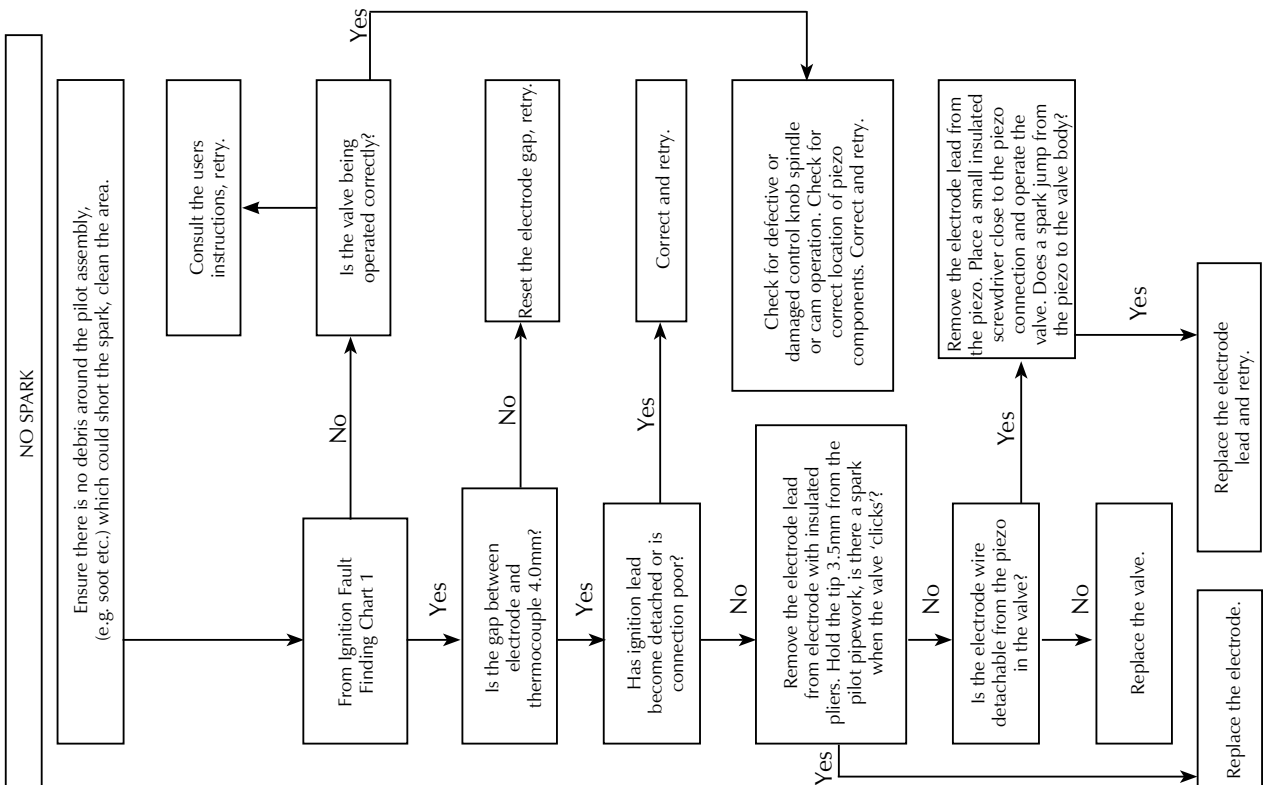 NO SPARK
Ensure there is no debris around the pilot assembly,
(e.g. soot etc.) which could short the spark, clean the area.
Consult the users
instructions, retry.
Is the valve being
operated correctly?
Yes
From Ignition Fault
Finding Chart 1
No
Yes
Is the gap between
electrode and
thermocouple 4.0mm?
No
Reset the electrode gap, retry.
Yes
Has ignition lead
become detached or is
connection poor?
Yes
Correct and retry.
No
Check for defective or
damaged control knob spindle
or cam operation. Check for
correct location of piezo
components. Correct and retry.
Remove the electrode lead
from electrode with insulated
pliers. Hold the tip 3.5mm from the
pilot pipework, is there a spark
when the valve ‘clicks’?
Yes
No
Is the electrode wire
detachable from the piezo
in the valve?
Yes
Remove the electrode lead from
the piezo. Place a small insulated
screwdriver close to the piezo
connection and operate the
valve. Does a spark jump from
the piezo to the valve body?
No
Yes
Replace the valve.
Replace the electrode
lead and retry.
Replace the electrode.